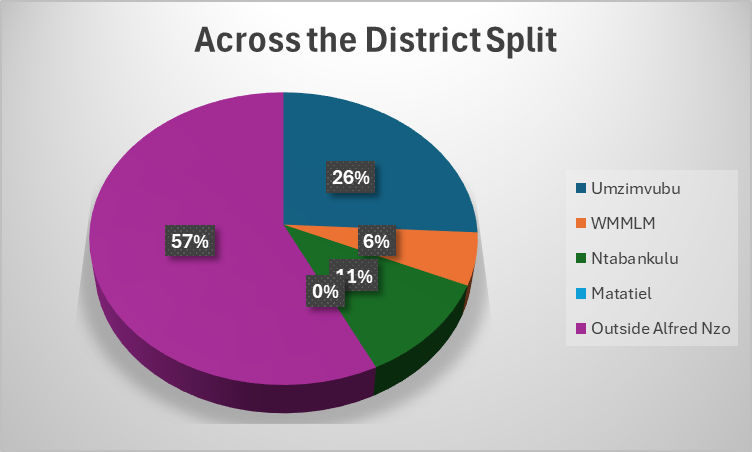 Across the District Split
26%
Umzimvubu
WMMLM
57%
6%
Ntabankulu
11%
0%
Matatiel
Outside Alfred Nzo